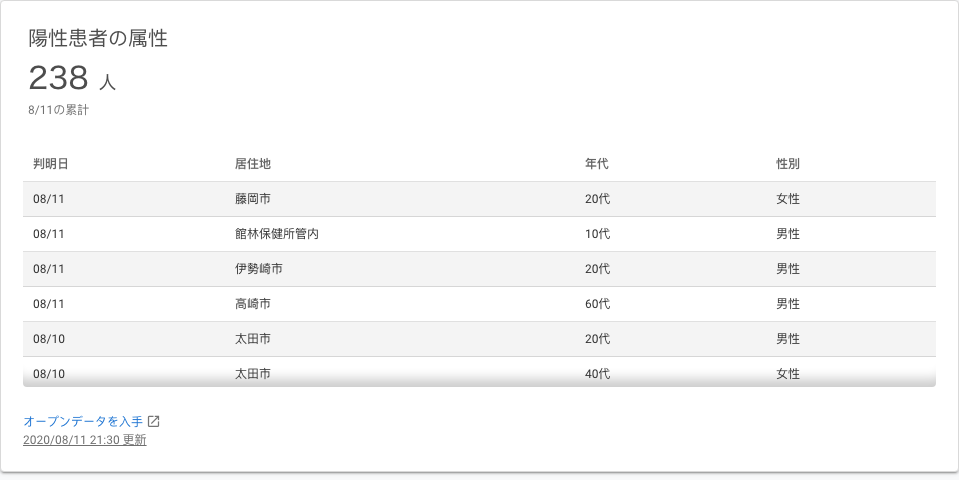 陽性患者の属性
238 人
8/11の累計
判明日 居住地 年代 性別
08/11 藤岡市 20代 女性
08/11 館林保健所管内 10代 男性
08/11 伊勢崎市 20代 男性
08/11 高崎市 60代 男性
08/10 太田市 20代 男性
08/10 太田市 40代 女性
オープンデータを入手
2020/08/11 21:30 更新